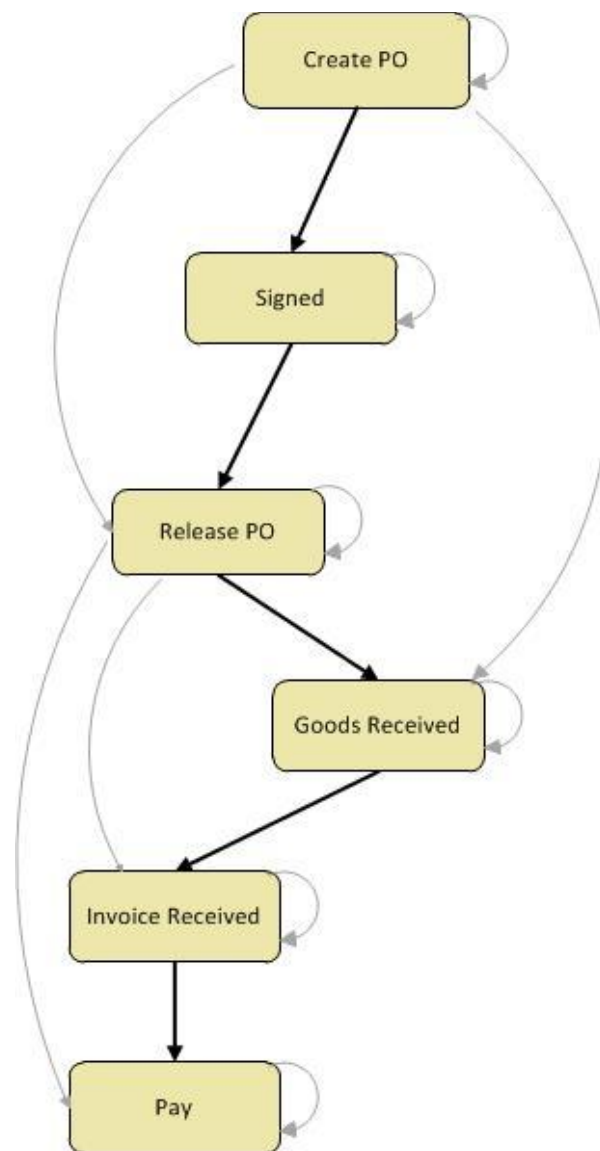 Create PO
Signed
Release PO
Goods Received
Invoice Received
Pay